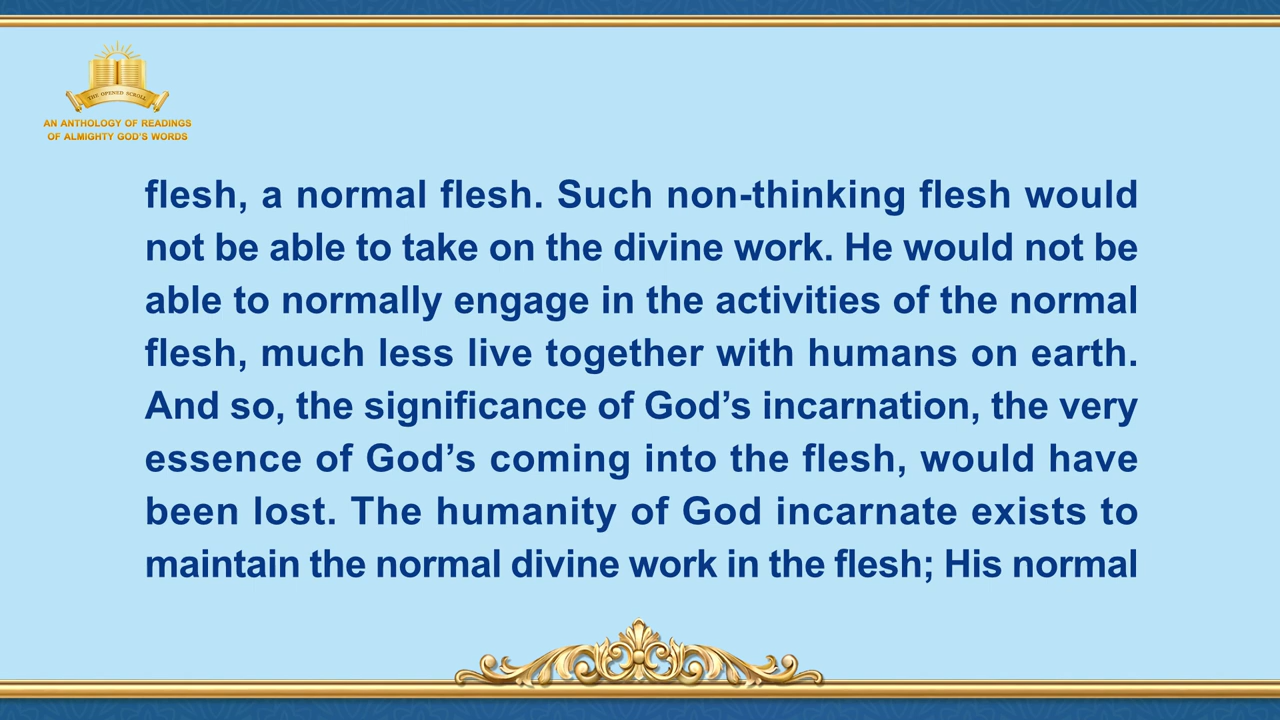 THE OPENED SCROLL
AN ANTHOLOGY OF READINGS
OF ALMIGHTY GOD'S WORDS
flesh, a normal flesh. Such non-thinking flesh would
not be able to take on the divine work. He would not be
able to normally engage in the activities of the normal
flesh, much less live together with humans on earth.
And so, the significance of God’s incarnation, the very
essence of God’s coming into the flesh, would have
been lost. The humanity of God incarnate exists to
maintain the normal divine work in the flesh; His normal